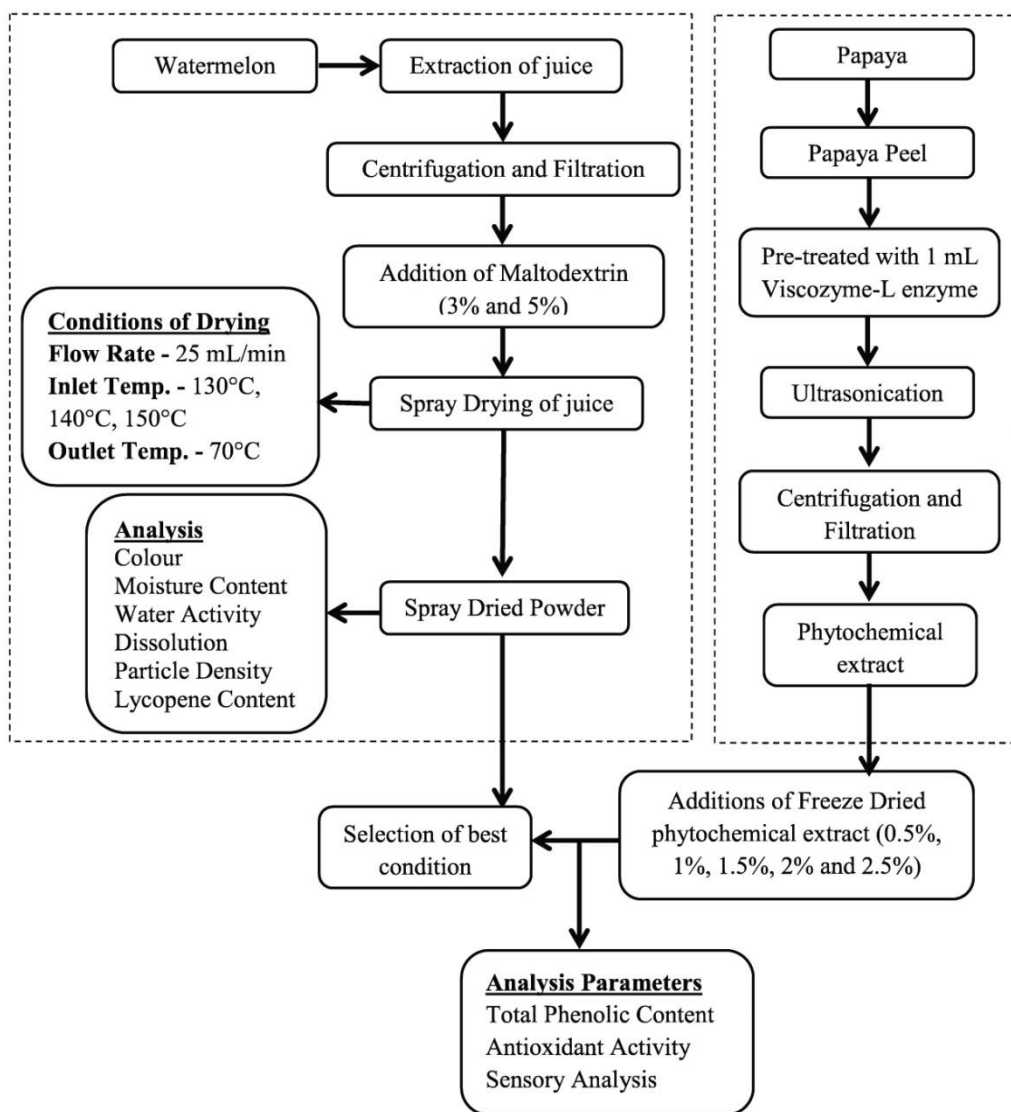 Watermelon
Extraction of juice
Centrifugation and Filtration
Addition of Maltodextrin
(3% and 5%)
Conditions of Drying
Flow Rate - 25 mL/min
Inlet Temp. - 130°C,
140°C, 150°C
Outlet Temp. - 70°C
Spray Drying of juice
Analysis
Colour
Moisture Content
Water Activity
Dissolution
Particle Density
Lycopene Content
Spray Dried Powder
Papaya
Papaya Peel
Pre-treated with 1 mL
Viscozyme-L enzyme
Ultrasonication
Centrifugation and
Filtration
Phytochemical
extract
Additions of Freeze Dried
phytochemical extract (0.5%,
1%, 1.5%, 2% and 2.5%)
Selection of best
condition
Analysis Parameters
Total Phenolic Content
Antioxidant Activity
Sensory Analysis